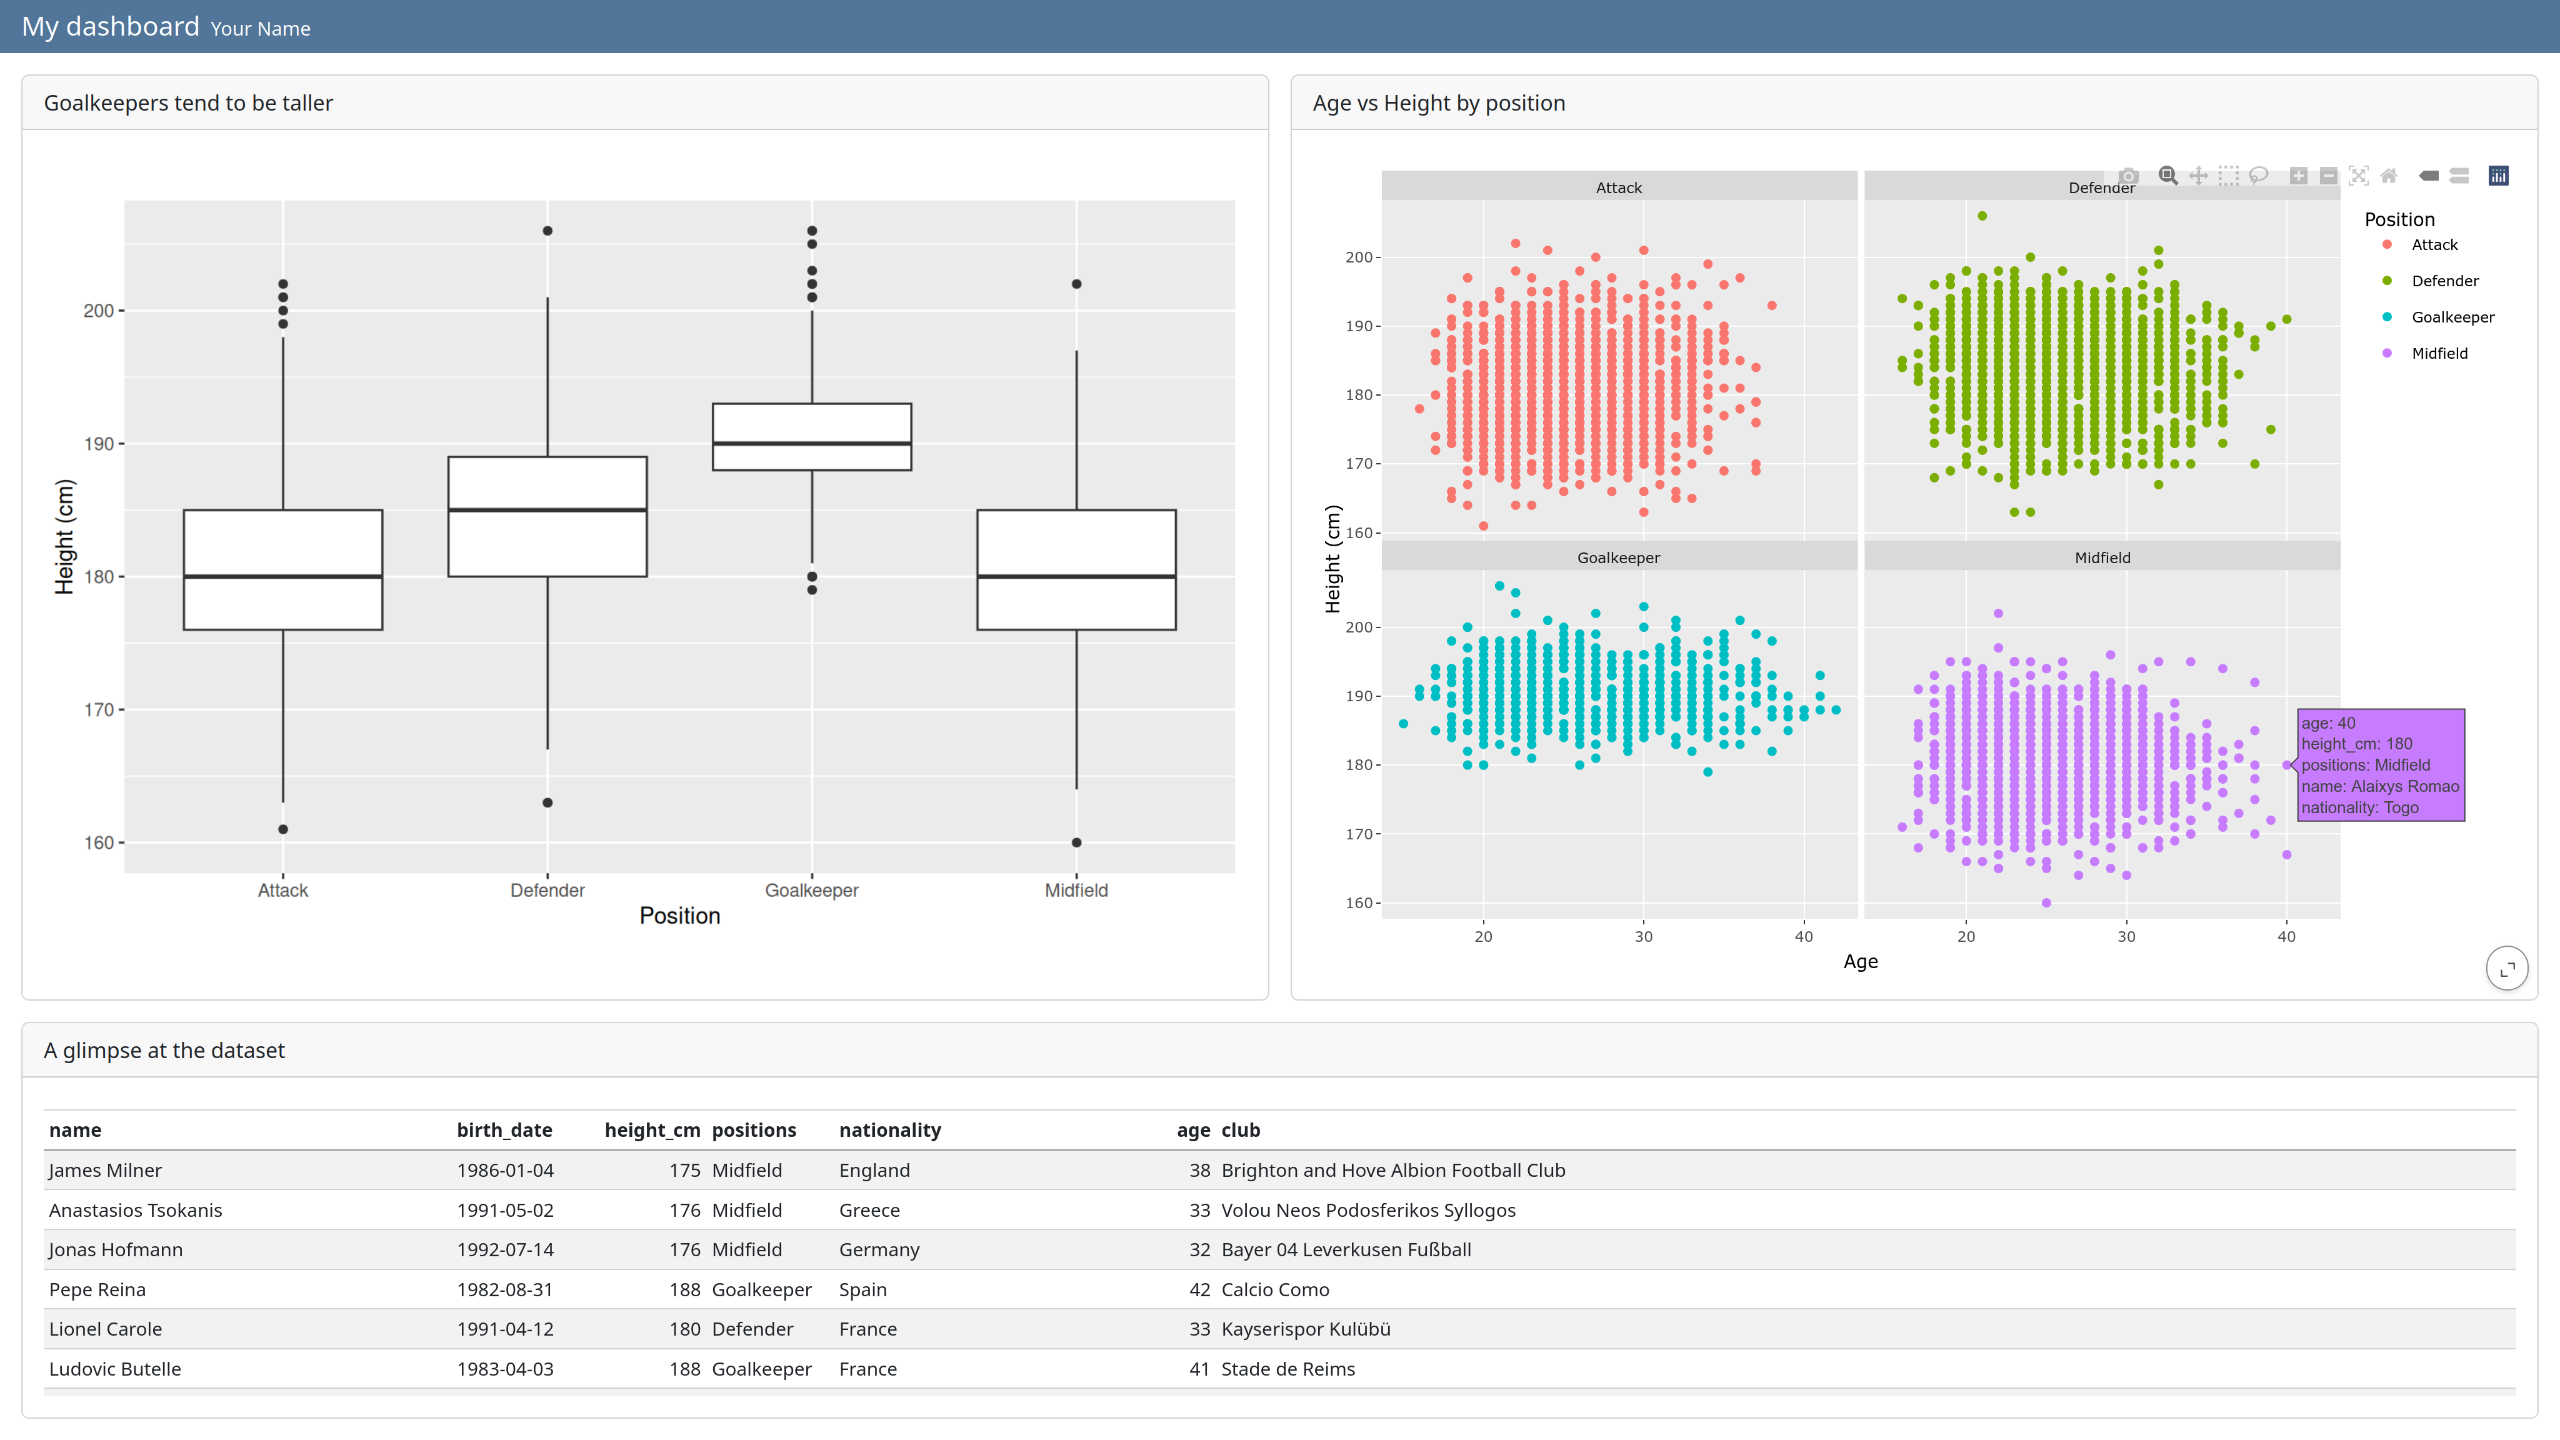 My dashboard Your Name
Goalkeepers tend to be taller
200
190
180
170
160
Height (cm)
Attack Defender Goalkeeper Midfield
Position
Age vs Height by position
Attack Defender
200
190
180
170
160
Height (cm)
Goalkeeper Midfield
200
190
180
170
160
20 30 40 20 30 40
Age
Position
Attack
Defender
Goalkeeper
Midfield
age: 40
height_cm: 180
positions: Midfield
name: Alaixys Romao
nationality: Togo
A glimpse at the dataset
name birth_date height_cm positions nationality age club
James Milner 1986-01-04 175 Midfield England 38 Brighton and Hove Albion Football Club
Anastasios Tsokanis 1991-05-02 176 Midfield Greece 33 Volou Neos Podosferikos Syllogos
Jonas Hofmann 1992-07-14 176 Midfield Germany 32 Bayer 04 Leverkusen Fußball
Pepe Reina 1982-08-31 188 Goalkeeper Spain 42 Calcio Como
Lionel Carole 1991-04-12 180 Defender France 33 Kayserispor Kulübü
Ludovic Butelle 1983-04-03 188 Goalkeeper France 41 Stade de Reims